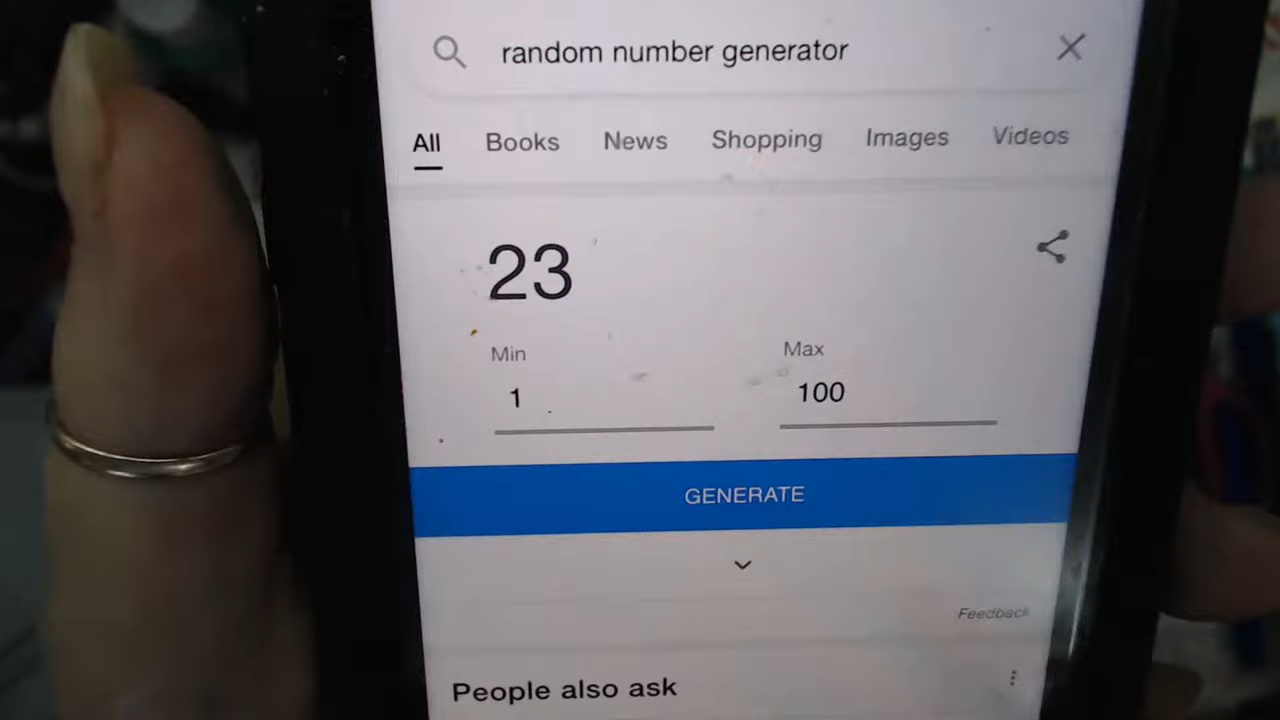 random number generator
All Books News Shopping Images Videos
23
Min Max
1 100
GENERATE
Feedback
People also ask